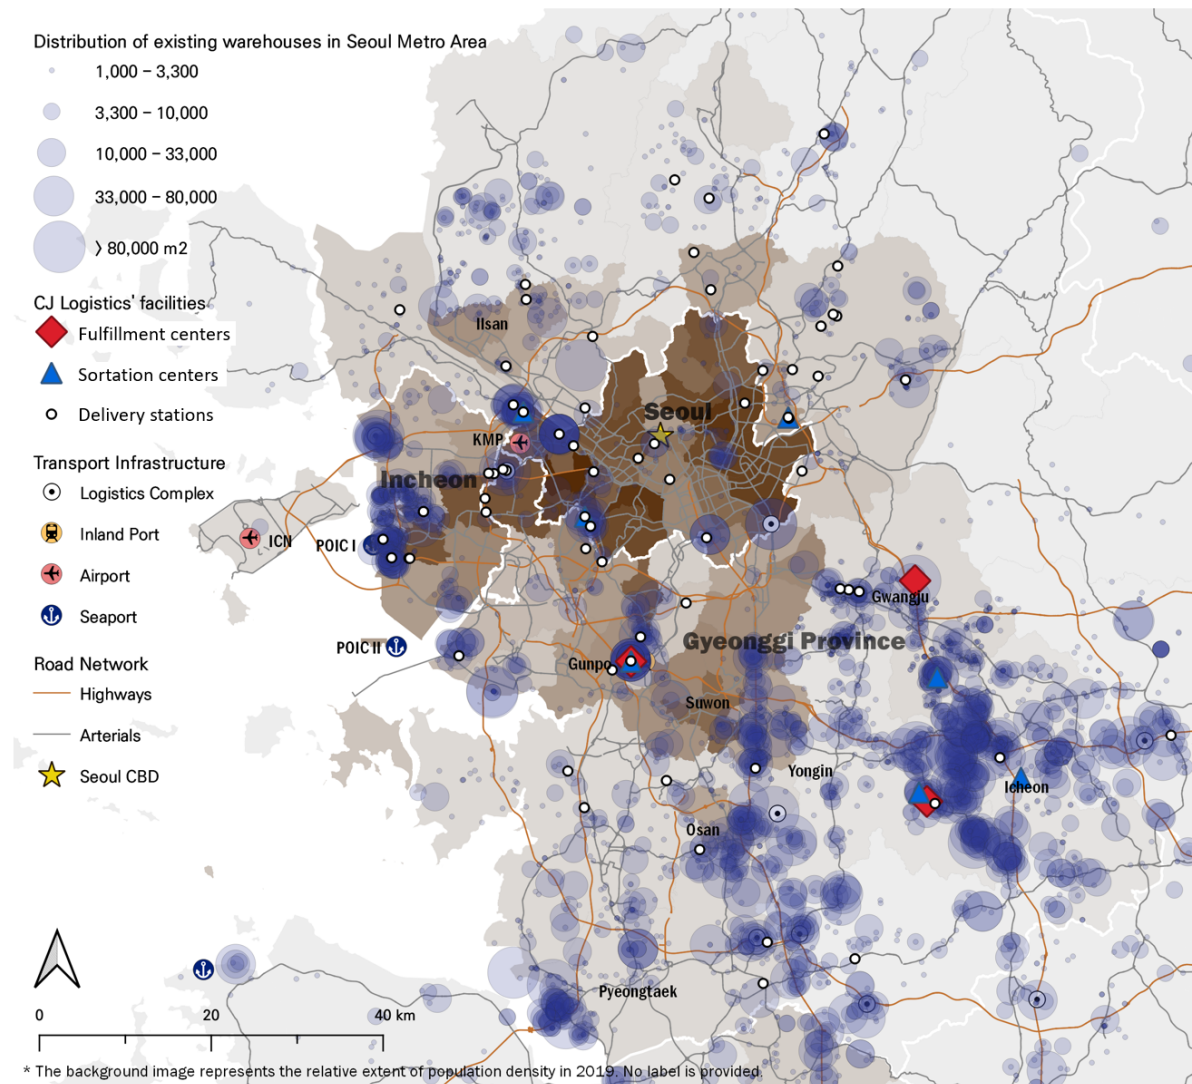 Distribution of existing warehouses in Seoul Metro Area
1,000 – 3,300
3,300 – 10,000
10,000 – 33,000
33,000 – 80,000
> 80,000 m2
CJ Logistics' facilities
Fulfillment centers
Sortation centers
Delivery stations
Transport Infrastructure
Logistics Complex
Inland Port
Airport
Seaport
Road Network
Highways
Arterials
Seoul CBD
Ilsan
Seoul
KMP
Incheon
ICN
POIC I
Gwangju
POIC II
Gyeonggi Province
Gunpo
Suwon
Yongin
Icheon
Osan
Pyeongtaek
0
20
40 km
* The background image represents the relative extent of population density in 2019. No label is provided.